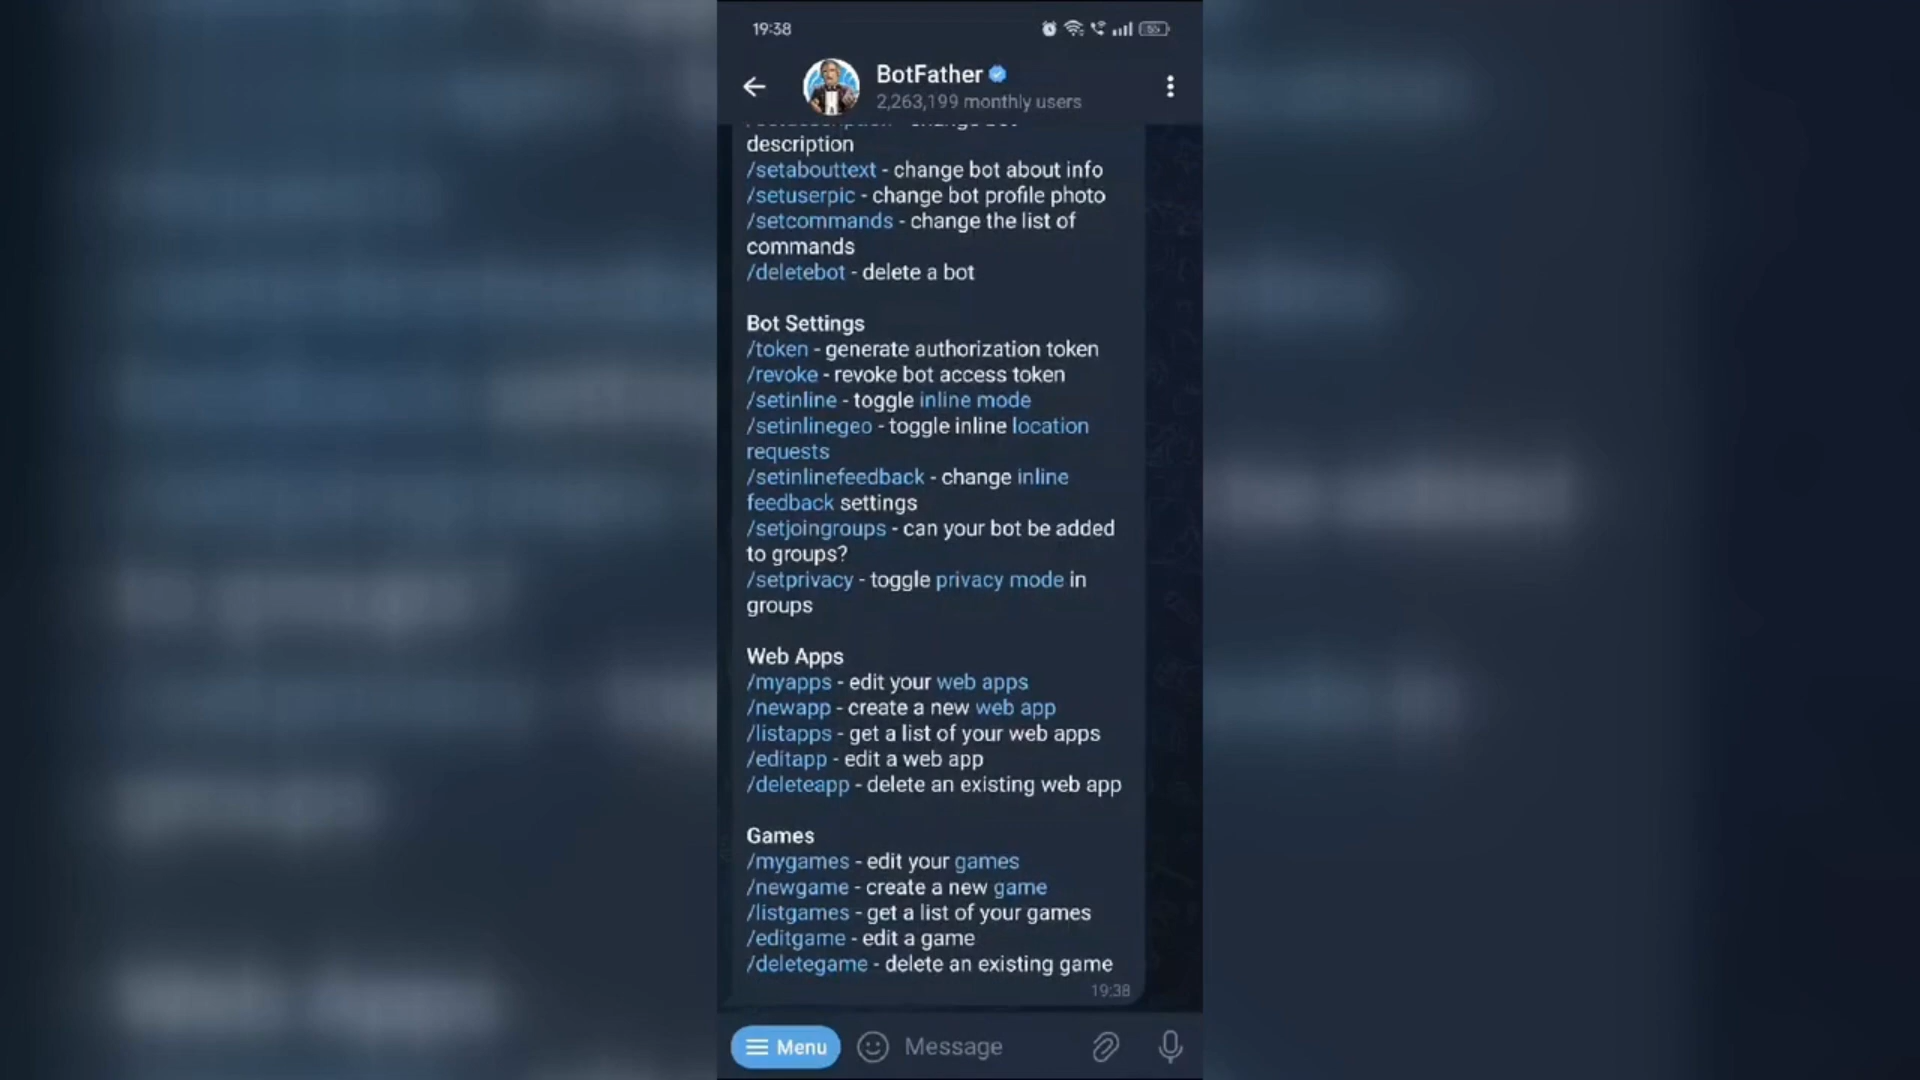 19:38
55
BotFather
2,263,199 monthly users
description
/setabouttext - change bot about info
/setuserpic - change bot profile photo
/setcommands - change the list of
commands
/deletebot - delete a bot
Bot Settings
/token - generate authorization token
/revoke - revoke bot access token
/setinline - toggle inline mode
/setinlinegeo - toggle inline location
requests
/setinlinefeedback - change inline
feedback settings
/setjoingroups - can your bot be added
to groups?
/setprivacy - toggle privacy mode in
groups
Web Apps
/myapps - edit your web apps
/newapp - create a new web app
/listapps - get a list of your web apps
/editapp - edit a web app
/deleteapp - delete an existing web app
Games
/mygames - edit your games
/newgame - create a new game
/listgames - get a list of your games
/editgame - edit a game
/deletegame - delete an existing game
19:38
Menu
Message